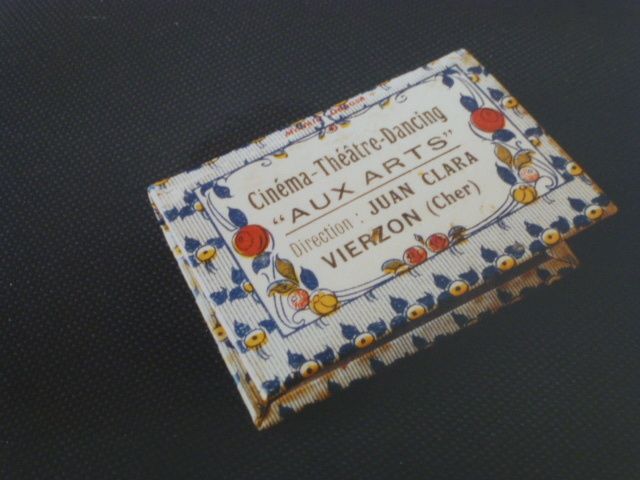 Cinéma-Théâtre-Dancing
"AUX ARTS"
Direction : JUAN CLARA
VIERZON (Cher)